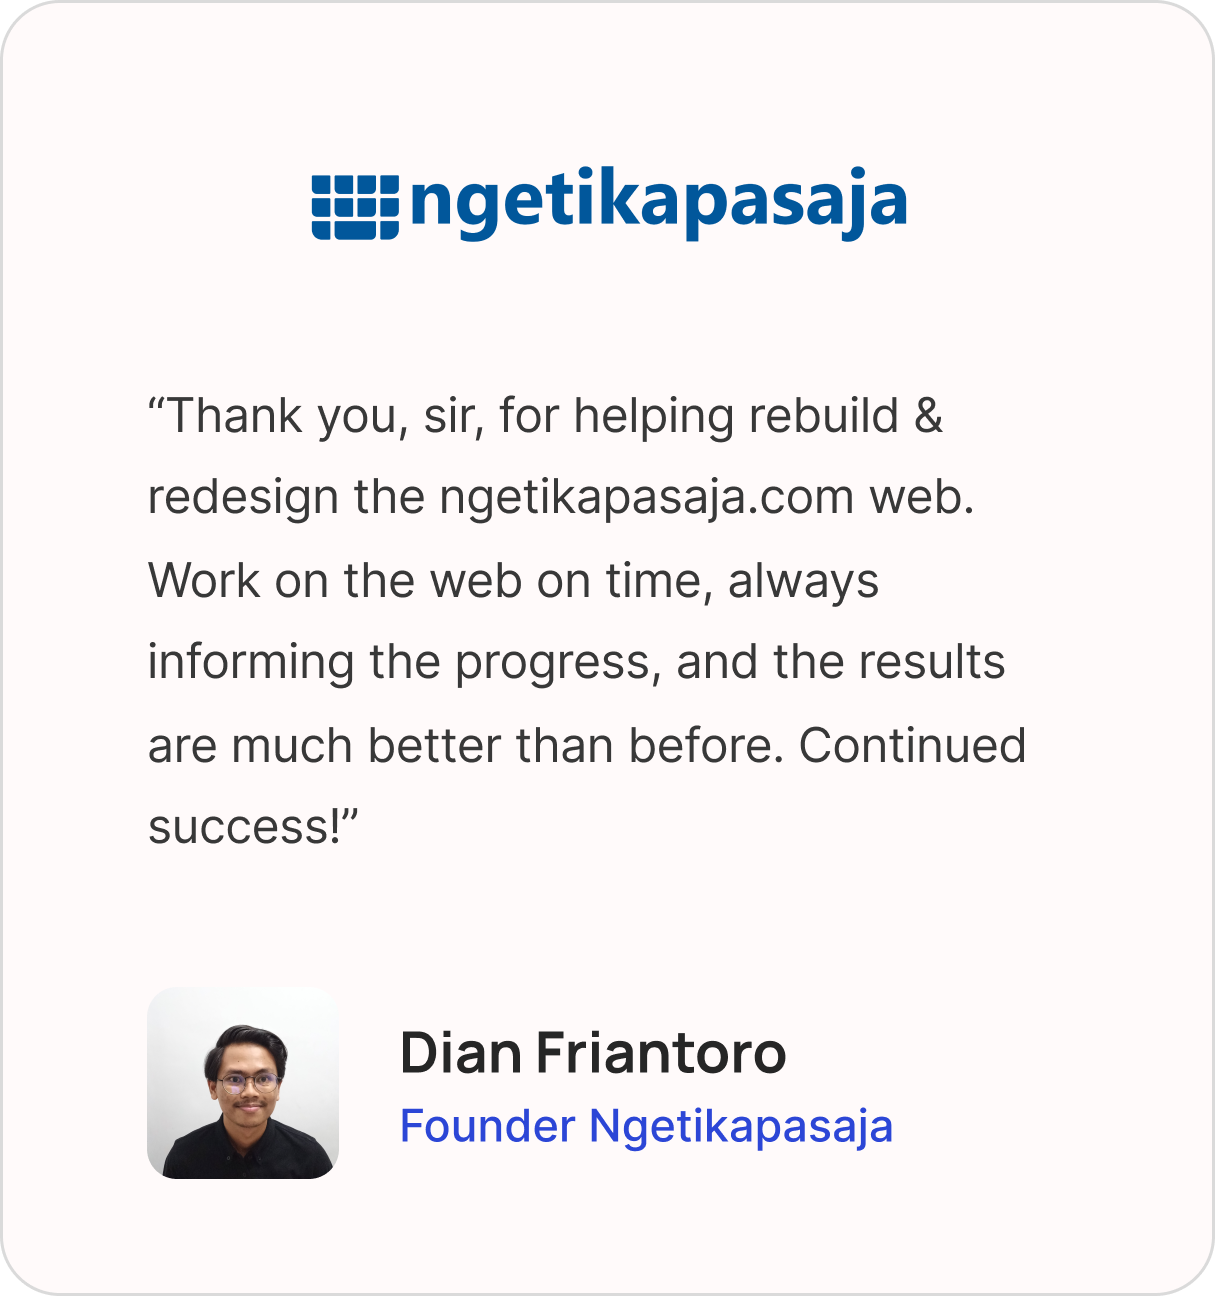 ngetikapasaja
“Thank you, sir, for helping rebuild &
redesign the ngetikapasaja.com web.
Work on the web on time, always
informing the progress, and the results
are much better than before. Continued
success!”
Dian Friantoro
Founder Ngetikapasaja